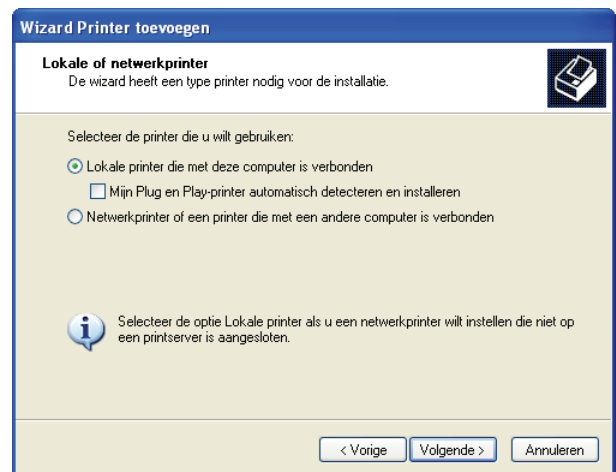 Wizard Printer toevoegen
Lokale of netwerkprinter
De wizard heeft een type printer nodig voor de installatie.
Selecteer de printer die u wilt gebruiken:
Lokale printer die met deze computer is verbonden
Mijn Plug en Play-printer automatisch detecteren en installeren
Netwerkprinter of een printer die met een andere computer is verbonden
Selecteer de optie Lokale printer als u een netwerkprinter wilt instellen die niet op
een printserver is aangesloten.
< Vorige Volgende > Annuleren